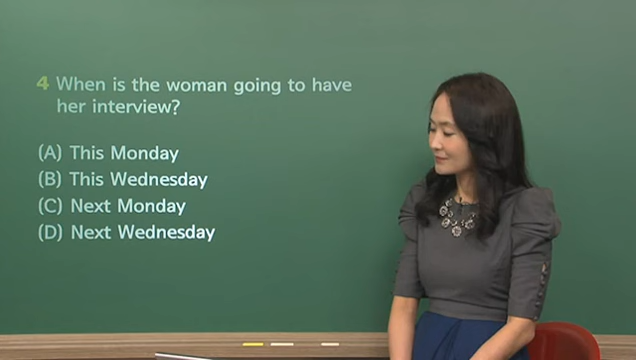 4 When is the woman going to have
her interview?
(A) This Monday
(B) This Wednesday
(C) Next Monday
(D) Next Wednesday